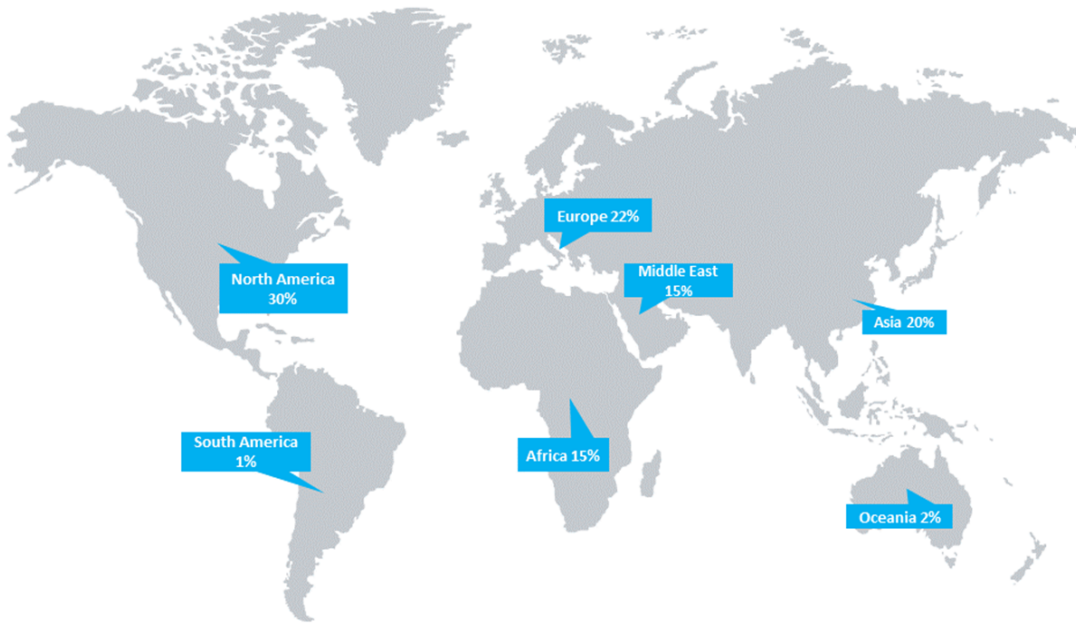 Europe 22%
Middle East
15%
North America
30%
Asia 20%
South America
1%
Africa 15%
Oceania 2%